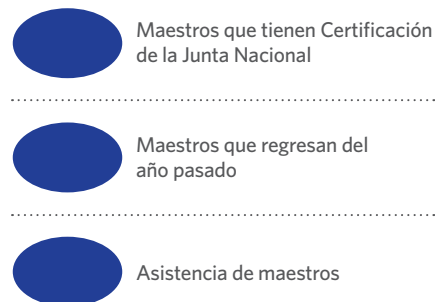 Maestros que tienen Certificación
de la Junta Nacional
Maestros que regresan del
año pasado
Asistencia de maestros